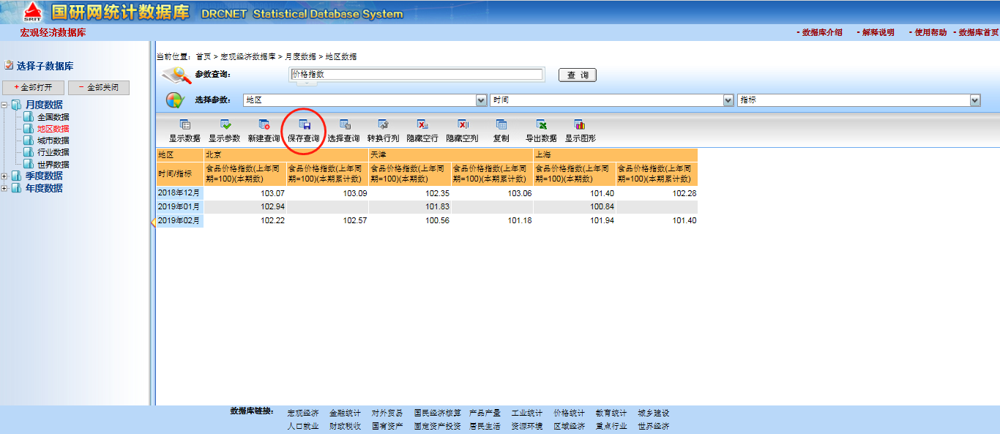 SRIT 国研网统计数据库 DRCNET Statistical Database System
宏观经济数据库 - 数据库介绍 - 解释说明 - 使用帮助 - 数据库首页
当前位置: 首页 > 宏观经济数据库 > 月度数据 > 地区数据
选择子数据库
+全部打开 - 全部关闭
月度数据
全国数据
地区数据
城市数据
行业数据
世界数据
季度数据
年度数据
参数查询: 价格指数 查 询
选择参数: 地区 时间 指标
显示数据 显示参数 新建查询 保存查询 选择查询 转换行列 隐藏空行 隐藏空列 复制 导出数据 显示图形
地区 北京 天津 上海
时间/指标 食品价格指数(上年同期=100)(本期数) 食品价格指数(上年同期=100)(本期累计数) 食品价格指数(上年同期=100)(本期数) 食品价格指数(上年同期=100)(本期累计数) 食品价格指数(上年同期=100)(本期数) 食品价格指数(上年同期=100)(本期累计数)
2018年12月 103.07 103.09 102.35 103.06 101.40 102.28
2019年01月 102.94 101.83 100.84
2019年02月 102.22 102.57 100.56 101.18 101.94 101.40
数据库链接: 宏观经济 金融统计 对外贸易 国民经济核算 产品产量 工业统计 价格统计 教育统计 城乡建设
人口就业 财政税收 国有资产 固定资产投资 居民生活 资源环境 区域经济 重点行业 世界经济